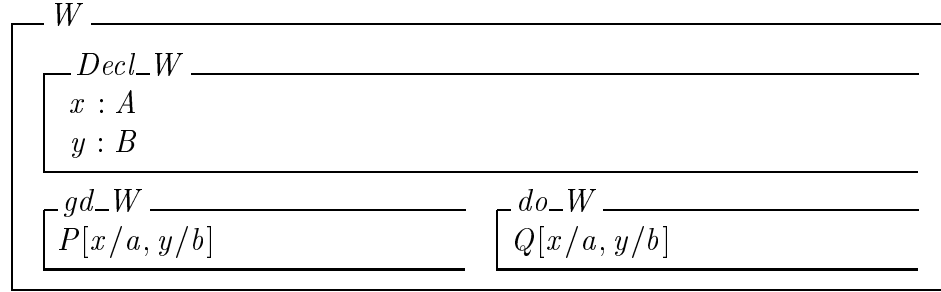 W
Decl_W
x : A
y : B
gd_W do_W
P[x/a, y/b] Q[x/a, y/b]